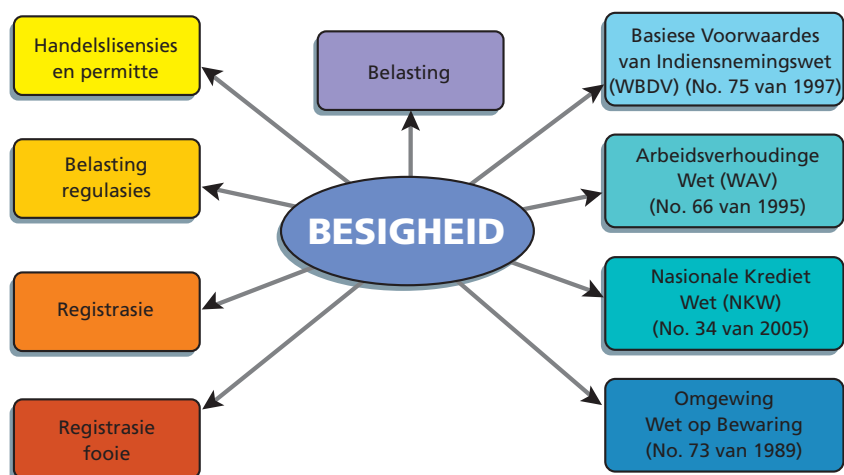 Handelslisensies
en permitte
Belasting
regulasies
Registrasie
Registrasie
fooie
Belasting
BESIGHEID
Basiese Voorwaardes
van Indiensnemingswet
(WBDV) (No. 75 van 1997)
Arbeidsverhoudinge
Wet (WAV)
(No. 66 van 1995)
Nasionale Krediet
Wet (NKW)
(No. 34 van 2005)
Omgewing
Wet op Bewaring
(No. 73 van 1989)